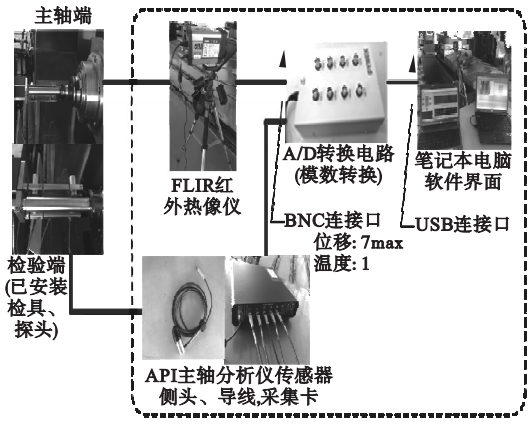 主轴端
FLIR红
外热像仪
A/D转换电路
(模数转换)
笔记本电脑
软件界面
BNC连接口
位移: 7max
温度: 1
USB连接口
检验端
(已安装
检具、
探头)
API主轴分析仪传感器
侧头、导线,采集卡